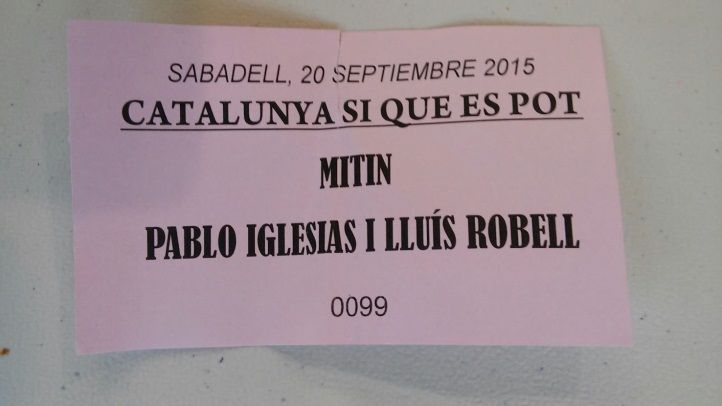 SABADELL, 20 SEPTIEMBRE 2015
CATALUNYA SI QUE ES POT
MITIN
PABLO IGLESIAS I LLUÍS ROBELL
0099